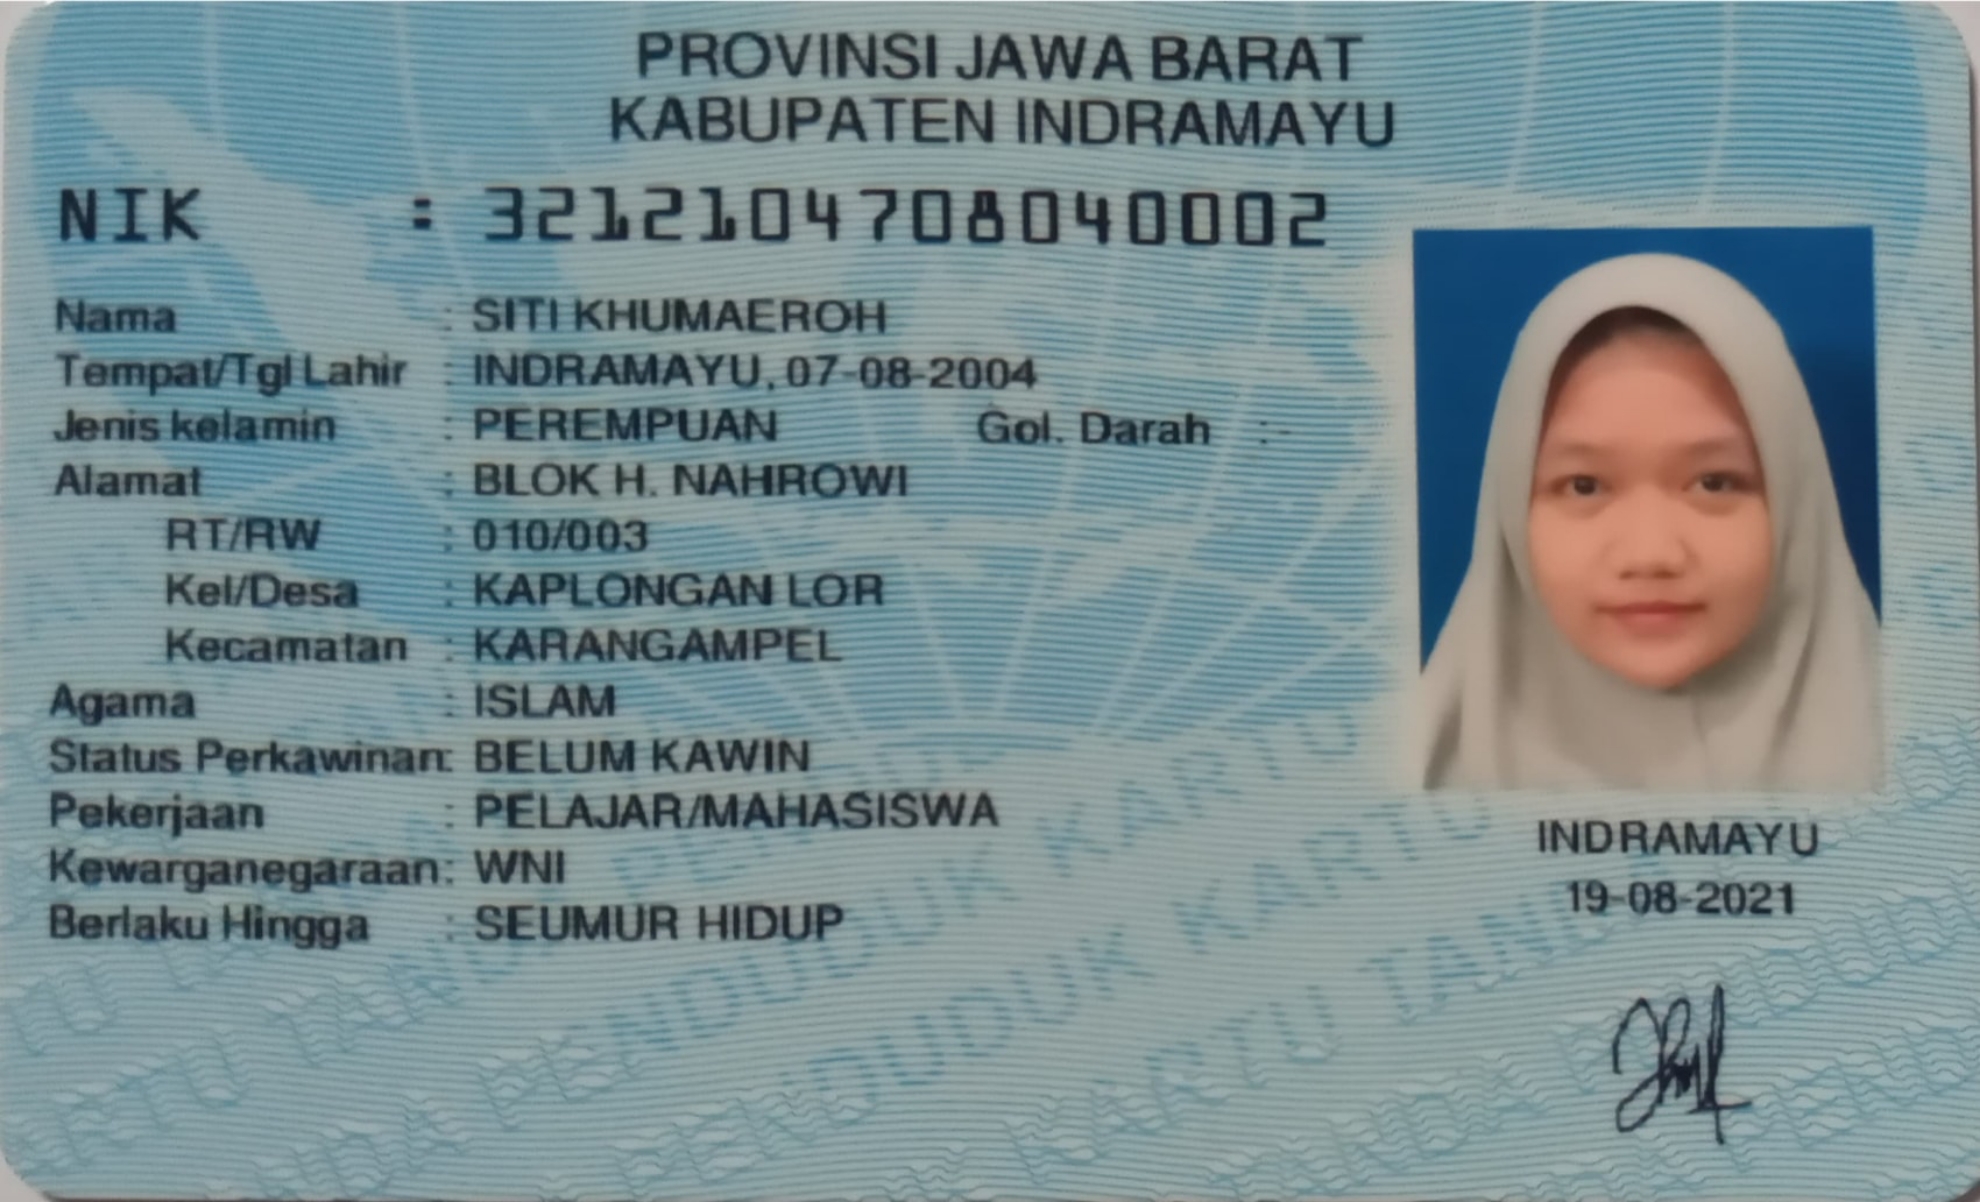 PROVINSI JAWA BARAT
KABUPATEN INDRAMAYU
NIK : 3212104708040002
Nama : SITI KHUMAEROH
Tempat/Tgl Lahir : INDRAMAYU, 07-08-2004
Jenis kelamin : PEREMPUAN Gol. Darah : -
Alamat : BLOK H. NAHROWI
RT/RW : 010/003
Kel/Desa : KAPLONGAN LOR
Kecamatan : KARANGAMPEL
Agama : ISLAM
Status Perkawinan: BELUM KAWIN
Pekerjaan : PELAJAR/MAHASISWA
Kewarganegaraan: WNI
Berlaku Hingga : SEUMUR HIDUP
INDRAMAYU
19-08-2021